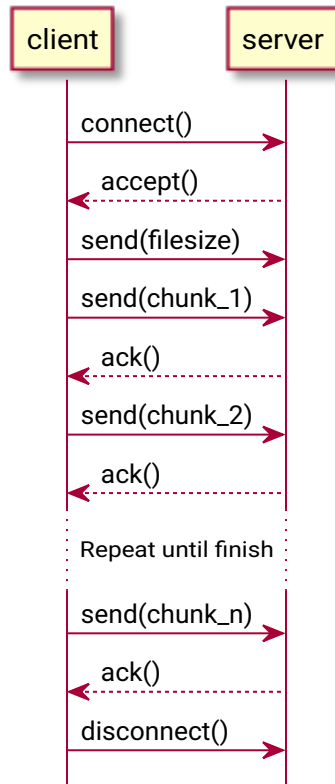 client
server
connect()
accept()
send(filesize)
send(chunk_1)
ack()
send(chunk_2)
ack()
Repeat until finish
send(chunk_n)
ack()
disconnect()